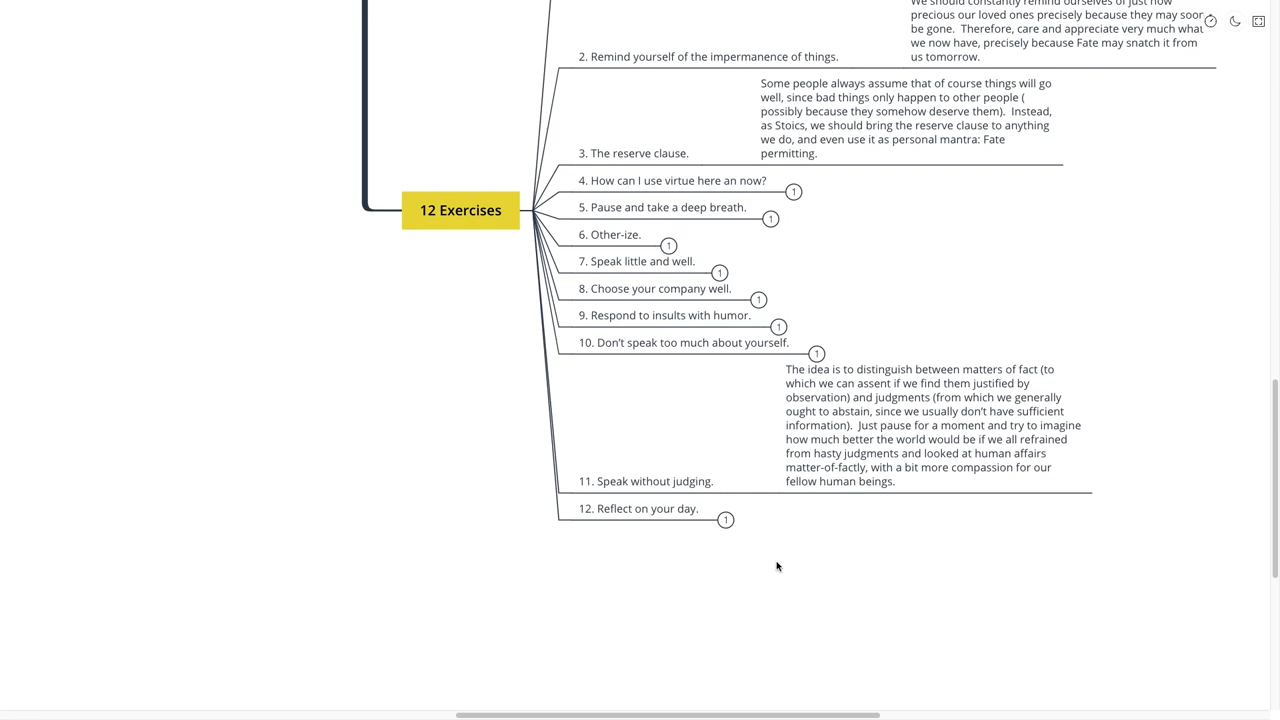 We should constantly remind ourselves of just how
precious our loved ones precisely because they may soon
be gone.  Therefore, care and appreciate very much what
we now have, precisely because Fate may snatch it from
us tomorrow.
2. Remind yourself of the impermanence of things.
Some people always assume that of course things will go
well, since bad things only happen to other people (
possibly because they somehow deserve them).  Instead,
as Stoics, we should bring the reserve clause to anything
we do, and even use it as personal mantra: Fate
permitting.
3. The reserve clause.
4. How can I use virtue here an now?
1
12 Exercises
5. Pause and take a deep breath.
1
6. Other-ize.
1
7. Speak little and well.
1
8. Choose your company well.
1
9. Respond to insults with humor.
1
10. Don't speak too much about yourself.
1
The idea is to distinguish between matters of fact (to
which we can assent if we find them justified by
observation) and judgments (from which we generally
ought to abstain, since we usually don't have sufficient
information).  Just pause for a moment and try to imagine
how much better the world would be if we all refrained
from hasty judgments and looked at human affairs
matter-of-factly, with a bit more compassion for our
fellow human beings.
11. Speak without judging.
12. Reflect on your day.
1